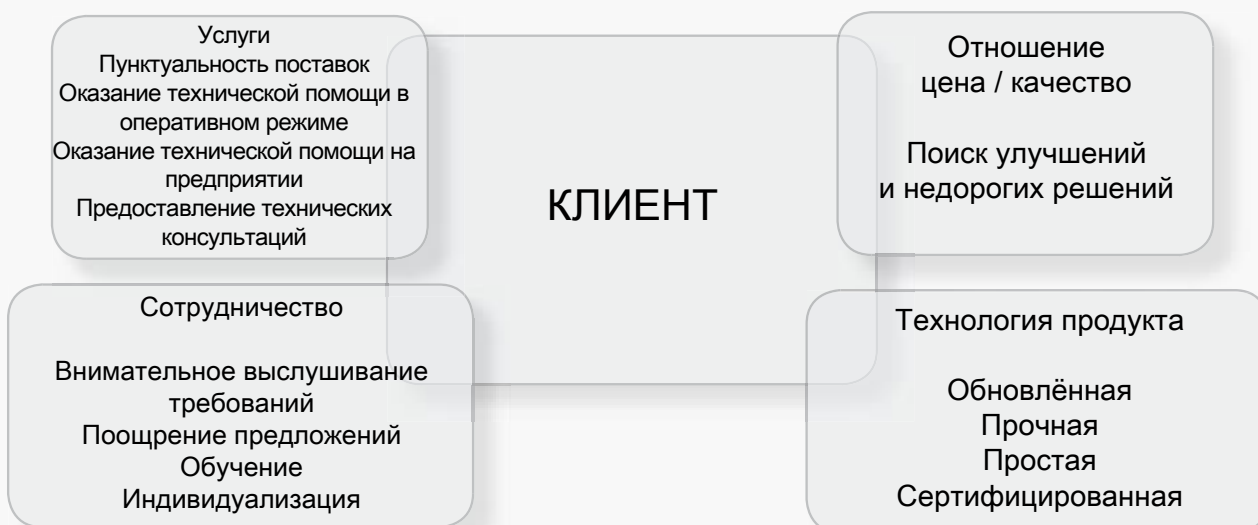 Услуги
Пунктуальность поставок
Оказание технической помощи в
оперативном режиме
Оказание технической помощи на
предприятии
Предоставление технических
консультаций
КЛИЕНТ
Отношение
цена / качество
Поиск улучшений
и недорогих решений
Сотрудничество
Внимательное выслушивание
требований
Поощрение предложений
Обучение
Индивидуализация
Технология продукта
Обновлённая
Прочная
Простая
Сертифицированная